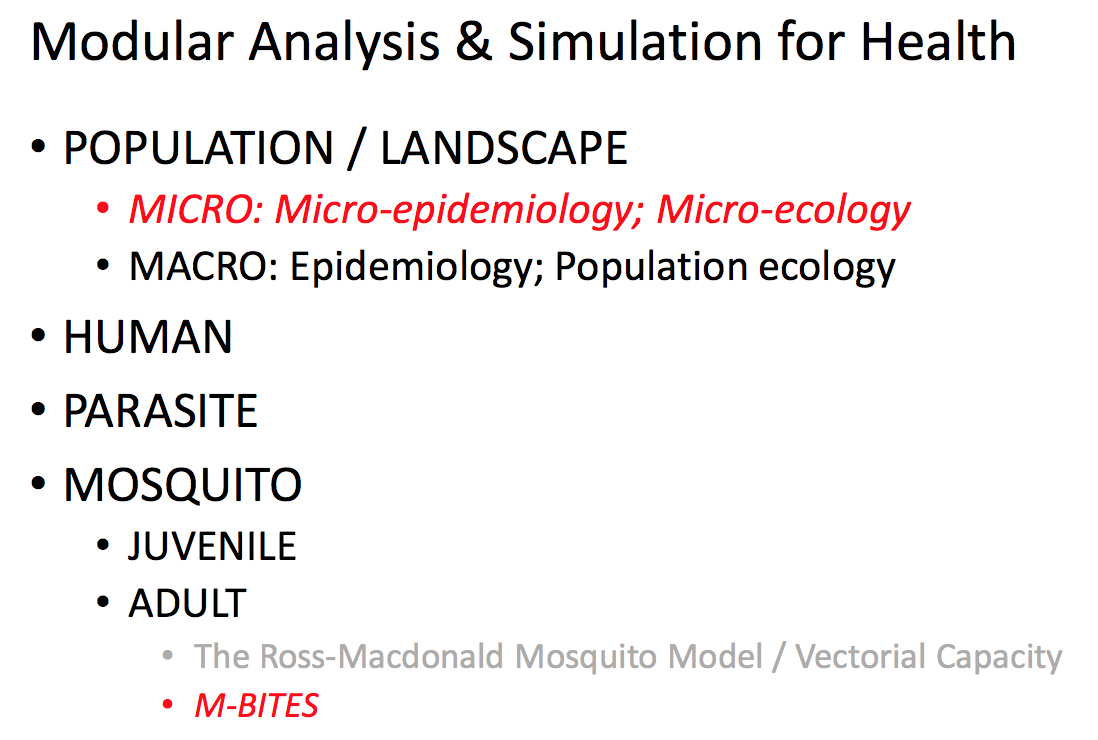 Modular Analysis & Simulation for Health
• POPULATION / LANDSCAPE
• MICRO: Micro-epidemiology; Micro-ecology
• MACRO: Epidemiology; Population ecology
• HUMAN
• PARASITE
• MOSQUITO
• JUVENILE
• ADULT
• The Ross-Macdonald Mosquito Model / Vectorial Capacity
• M-BITES